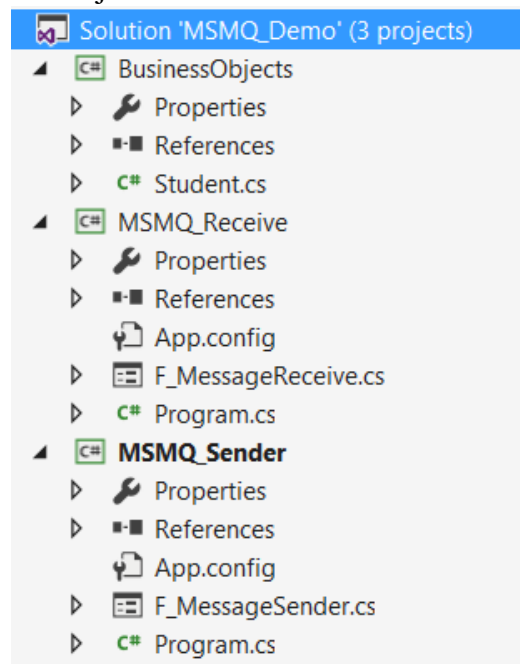 Solution 'MSMQ_Demo' (3 projects)
C# BusinessObjects
Properties
References
C# Student.cs
C# MSMQ_Receive
Properties
References
App.config
F_MessageReceive.cs
C# Program.cs
C# MSMQ_Sender
Properties
References
App.config
F_MessageSender.cs
C# Program.cs